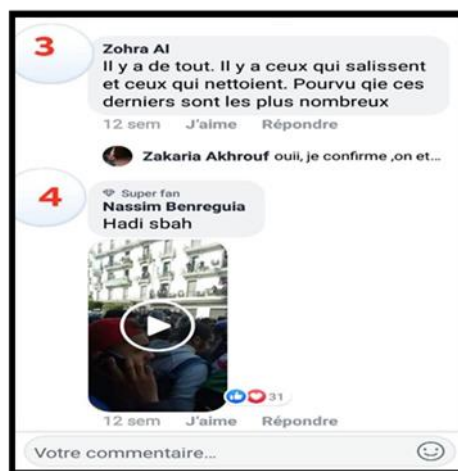 3
Zohra Al
Il y a de tout. Il y a ceux qui salissent
et ceux qui nettoient. Pourvu qie ces
derniers sont les plus nombreux
12 sem J'aime Répondre
Zakaria Akhrouf ouii, je confirme ,on et...
4
Super fan
Nassim Benreguia
Hadi sbah
31
12 sem J'aime Répondre
Votre commentaire...